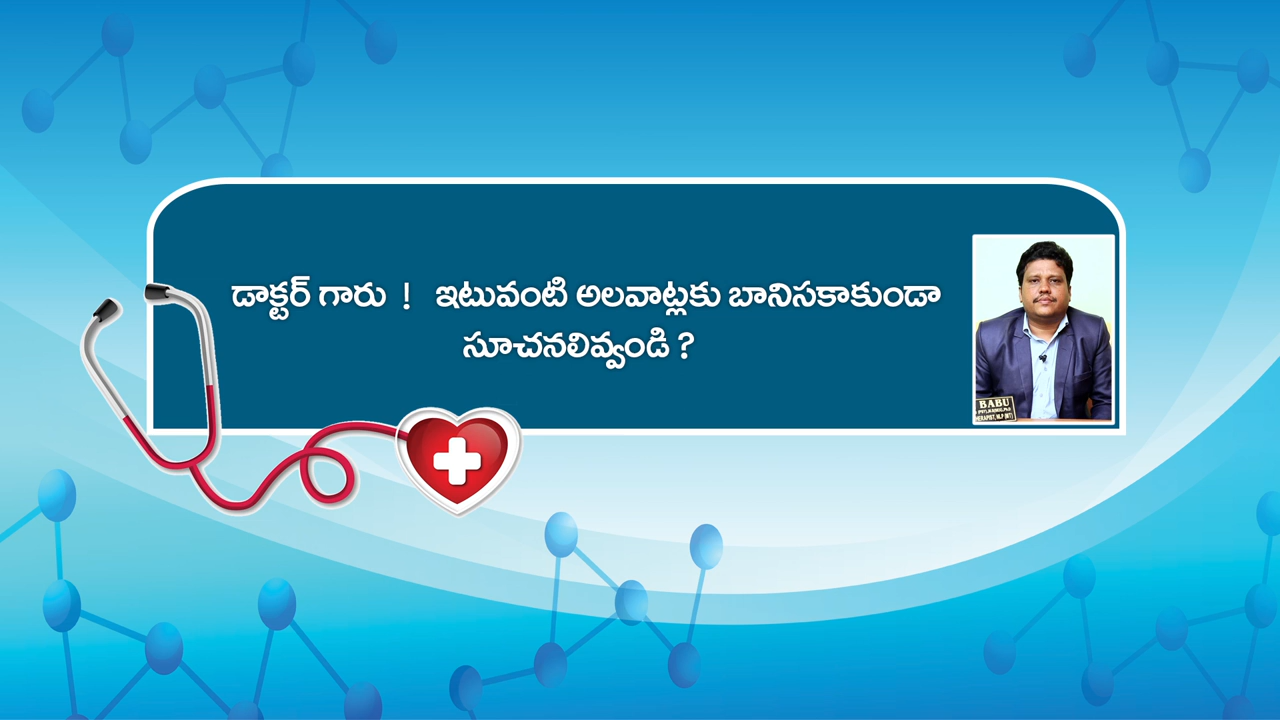 డాక్టర్ గారు ! ఇటువంటి అలవాట్లకు బానిసకాకుండా
సూచనలివ్వండి ?
BABU